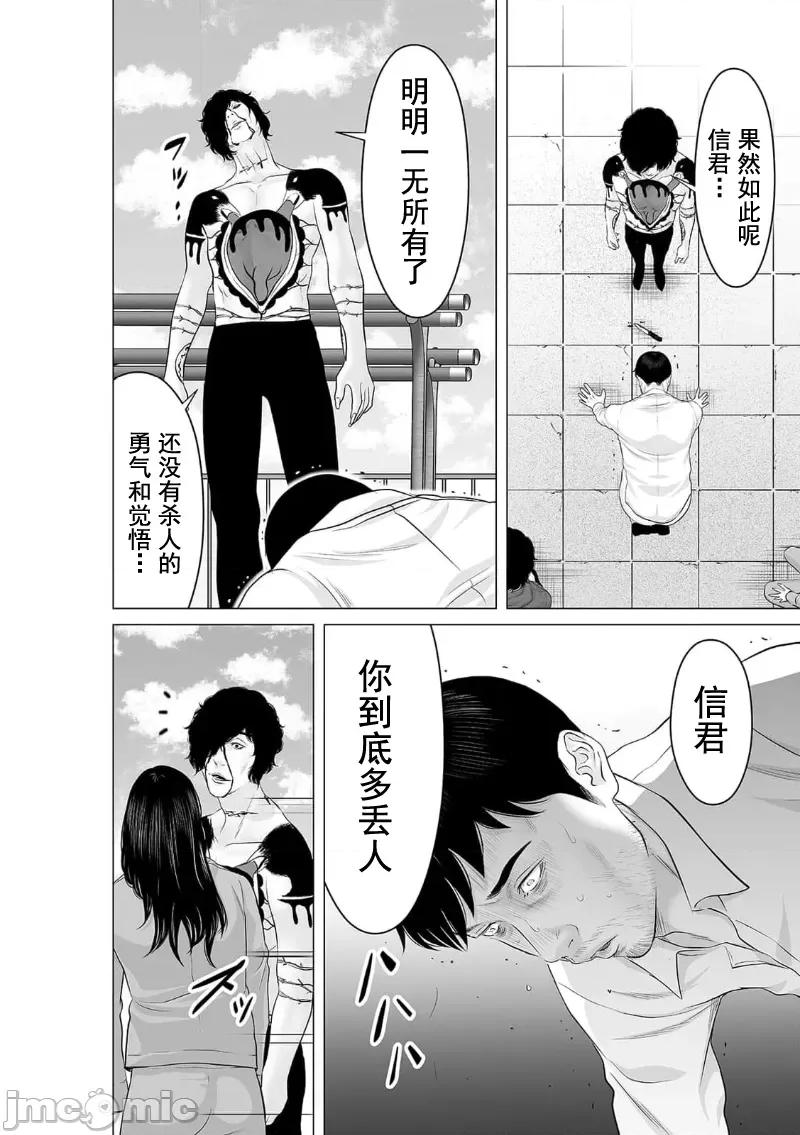 果然如此呢
信君…
明明一无所有了
还没有杀人的
勇气和觉悟…
信君
你到底多丢人
ハハハ
スッ
jmcomic